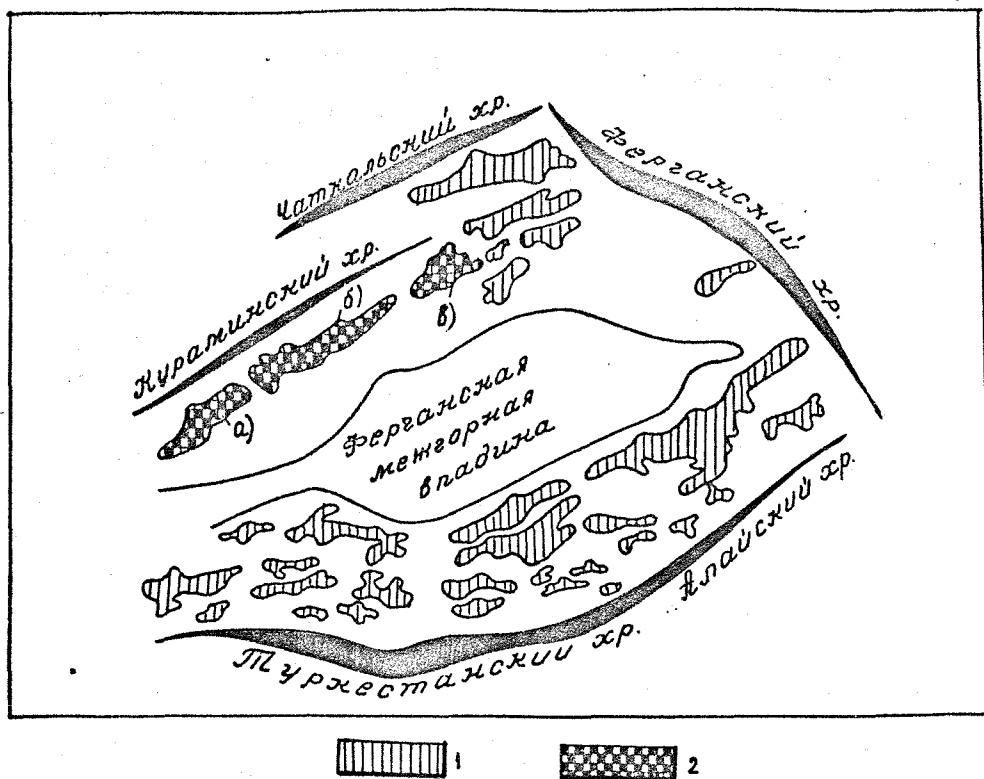 Чаткальский хр.
Ферганский хр.
Кураминский хр.
б)
в)
а)
Ферганская
межгорная
впадина
Алайский хр.
Туркестанский хр.
1
2